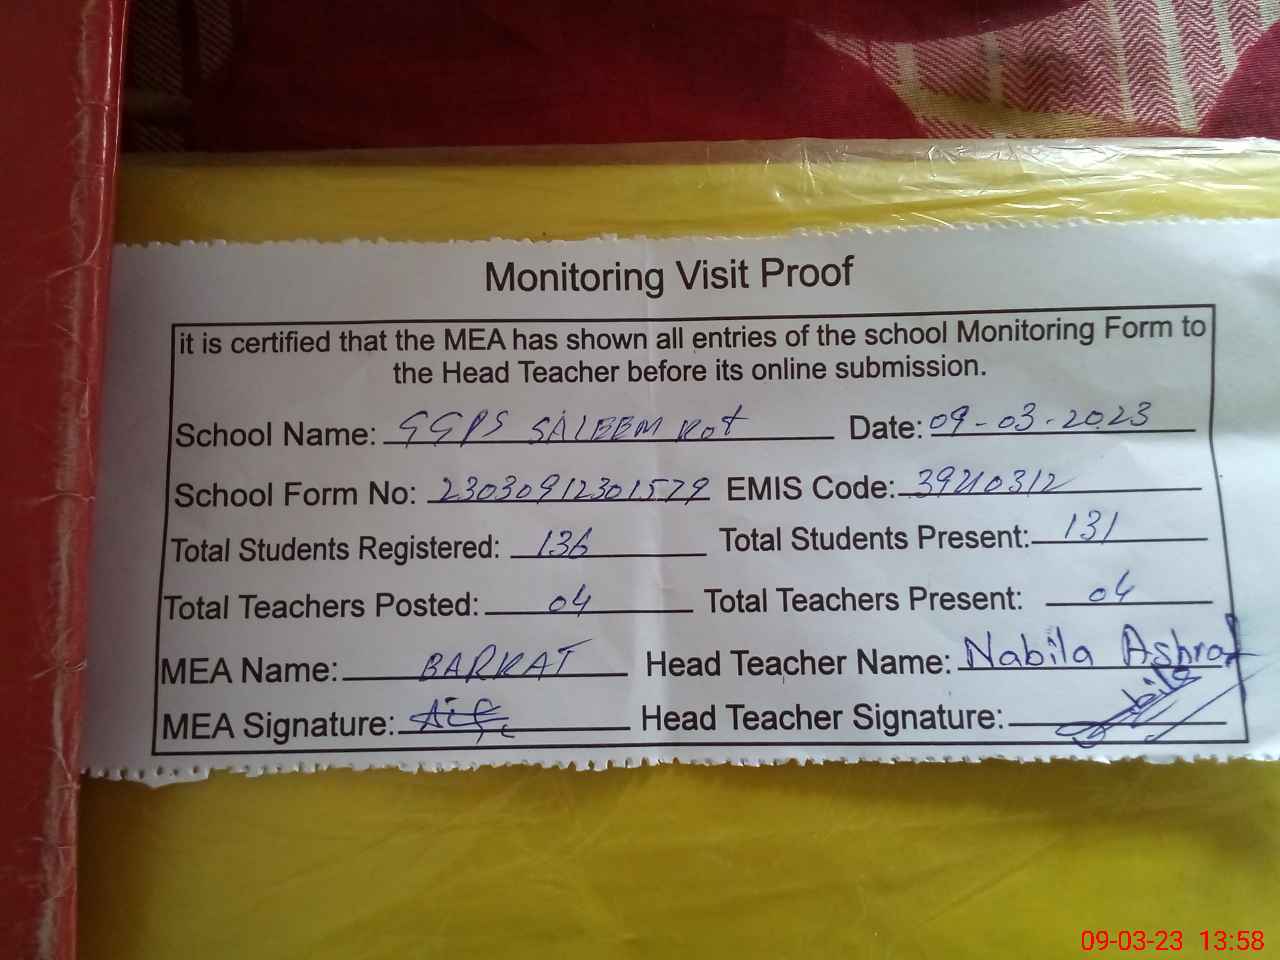 Monitoring Visit Proof
it is certified that the MEA has shown all entries of the school Monitoring Form to
the Head Teacher before its online submission.
School Name: GGPS SALEEM Kot Date: 09-03-2023
School Form No: 23030912301579 EMIS Code: 39210312
Total Students Registered: 136 Total Students Present: 131
Total Teachers Posted: 04 Total Teachers Present: 04
MEA Name: BARKAT Head Teacher Name: Nabila Ashraf
MEA Signature: Head Teacher Signature:
09-03-23 13:58